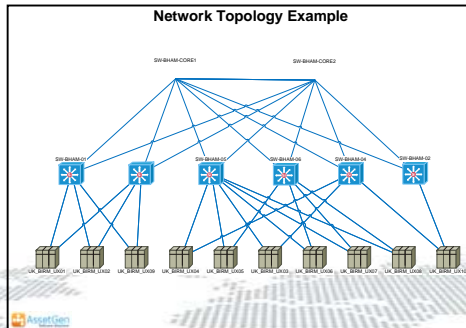 Network Topology Example
SW-BHAM-CORE1
SW-BHAM-CORE2
SW-BHAM-01
SW-BHAM-05
SW-BHAM-06
SW-BHAM-04
SW-BHAM-02
UK_BIRM_UX01
UK_BIRM_UX02
UK_BIRM_UX09
UK_BIRM_UX04
UK_BIRM_UX05
UK_BIRM_UX03
UK_BIRM_UX06
UK_BIRM_UX07
UK_BIRM_UX08
UK_BIRM_UX10
AssetGen